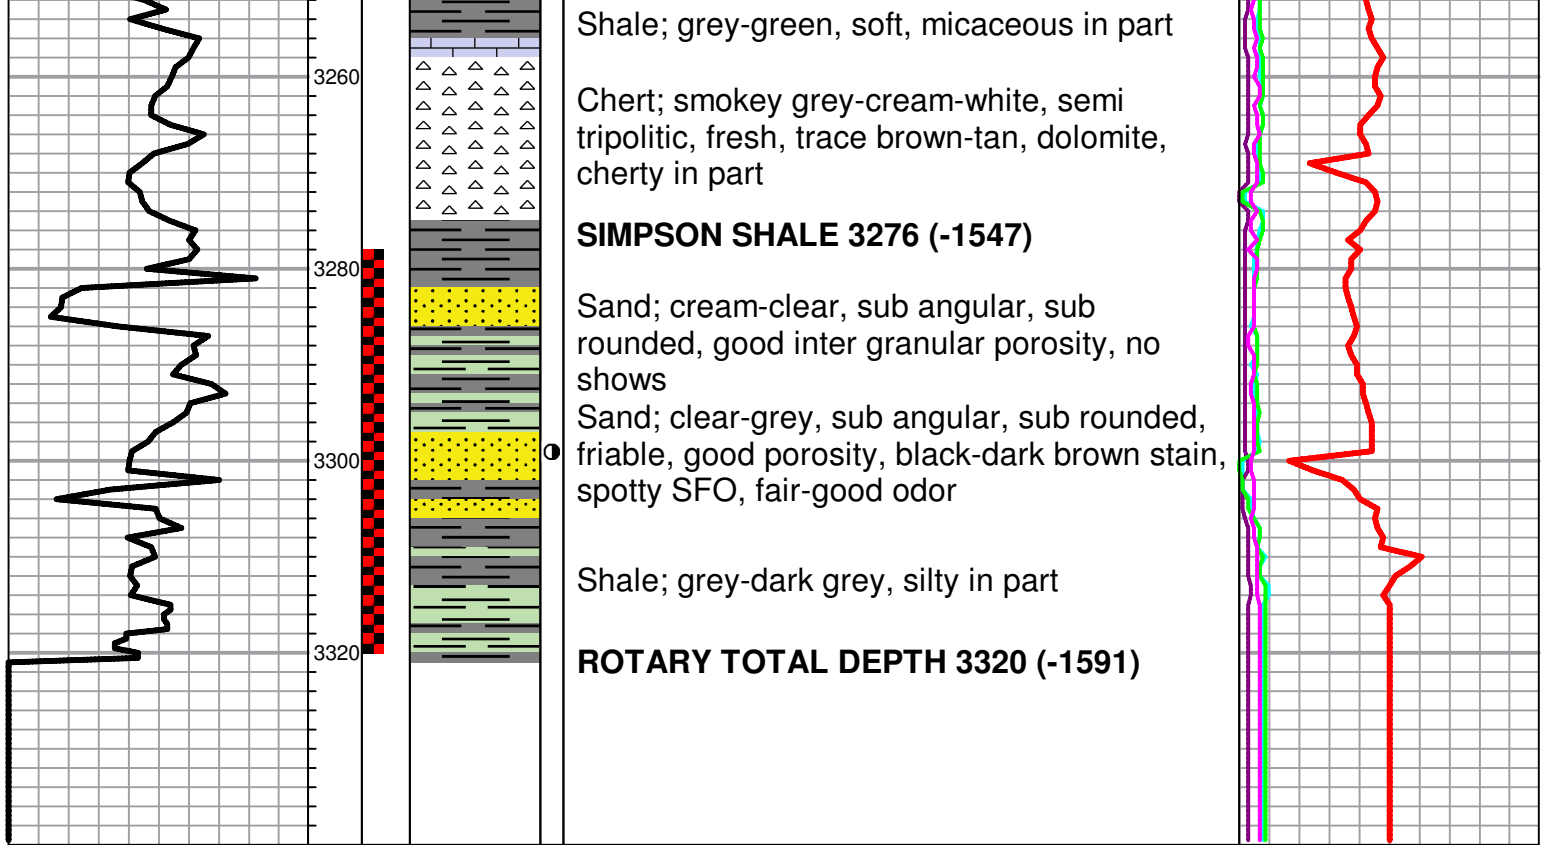 Shale; grey-green, soft, micaceous in part
3260
Chert; smokey grey-cream-white, semi
tripolitic, fresh, trace brown-tan, dolomite,
cherty in part
SIMPSON SHALE 3276 (-1547)
3280
Sand; cream-clear, sub angular, sub
rounded, good inter granular porosity, no
shows
Sand; clear-grey, sub angular, sub rounded,
3300
friable, good porosity, black-dark brown stain,
spotty SFO, fair-good odor
Shale; grey-dark grey, silty in part
3320
ROTARY TOTAL DEPTH 3320 (-1591)